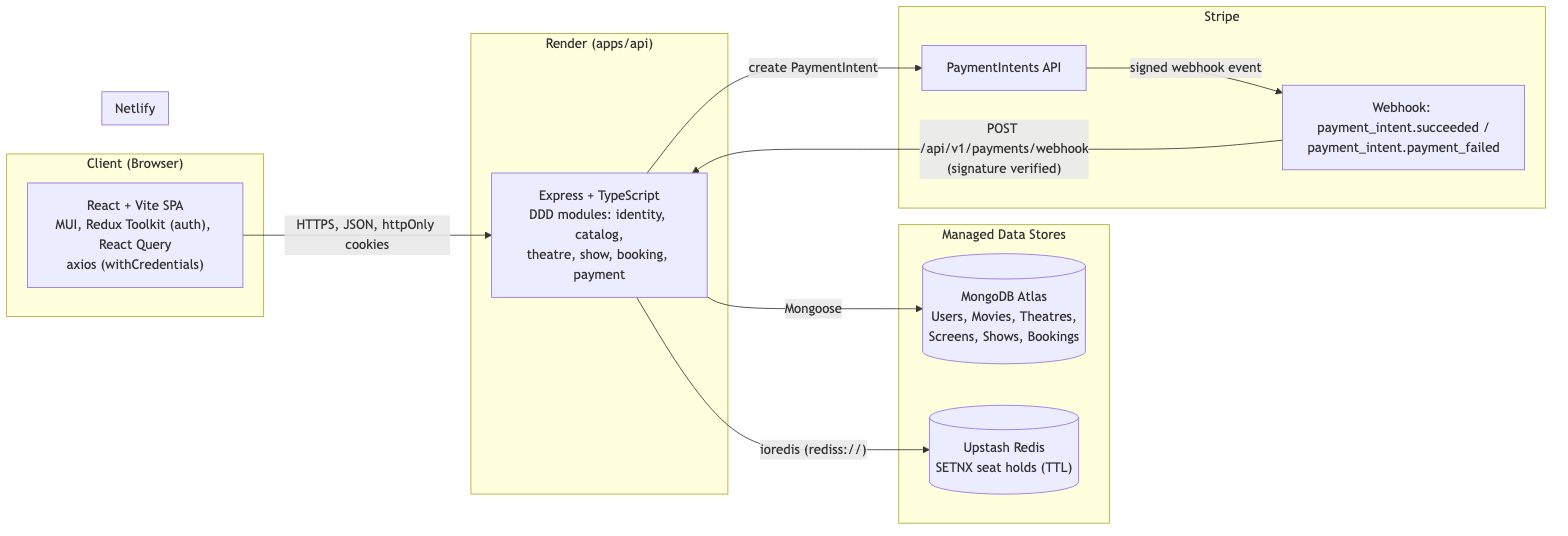 Netlify
Client (Browser)
React + Vite SPA
MUI, Redux Toolkit (auth),
React Query
axios (withCredentials)
HTTPS, JSON, httpOnly
cookies
Render (apps/api)
Express + TypeScript
DDD modules: identity,
catalog,
theatre, show, booking,
payment
create PaymentIntent
Stripe
PaymentIntents API
signed webhook event
Webhook:
payment_intent.succeeded /
payment_intent.payment_failed
POST
/api/v1/payments/webhook
(signature verified)
Mongoose
ioredis (rediss://)
Managed Data Stores
MongoDB Atlas
Users, Movies, Theatres,
Screens, Shows, Bookings
Upstash Redis
SETNX seat holds (TTL)